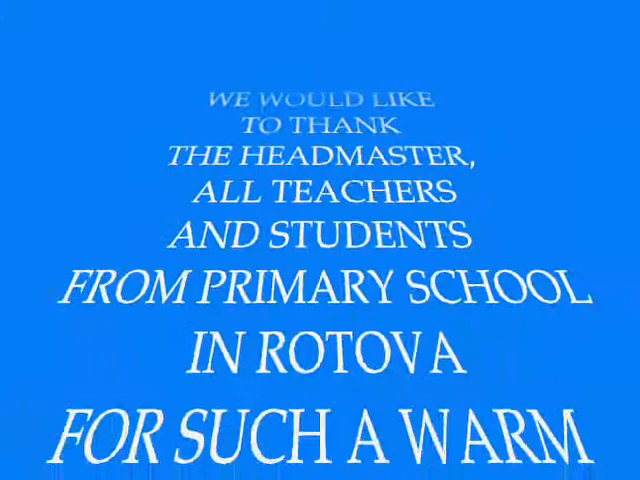 WE WOULD LIKE
TO THANK
THE HEADMASTER,
ALL TEACHERS
AND STUDENTS
FROM PRIMARY SCHOOL
IN ROTOVA
FOR SUCH A WARM